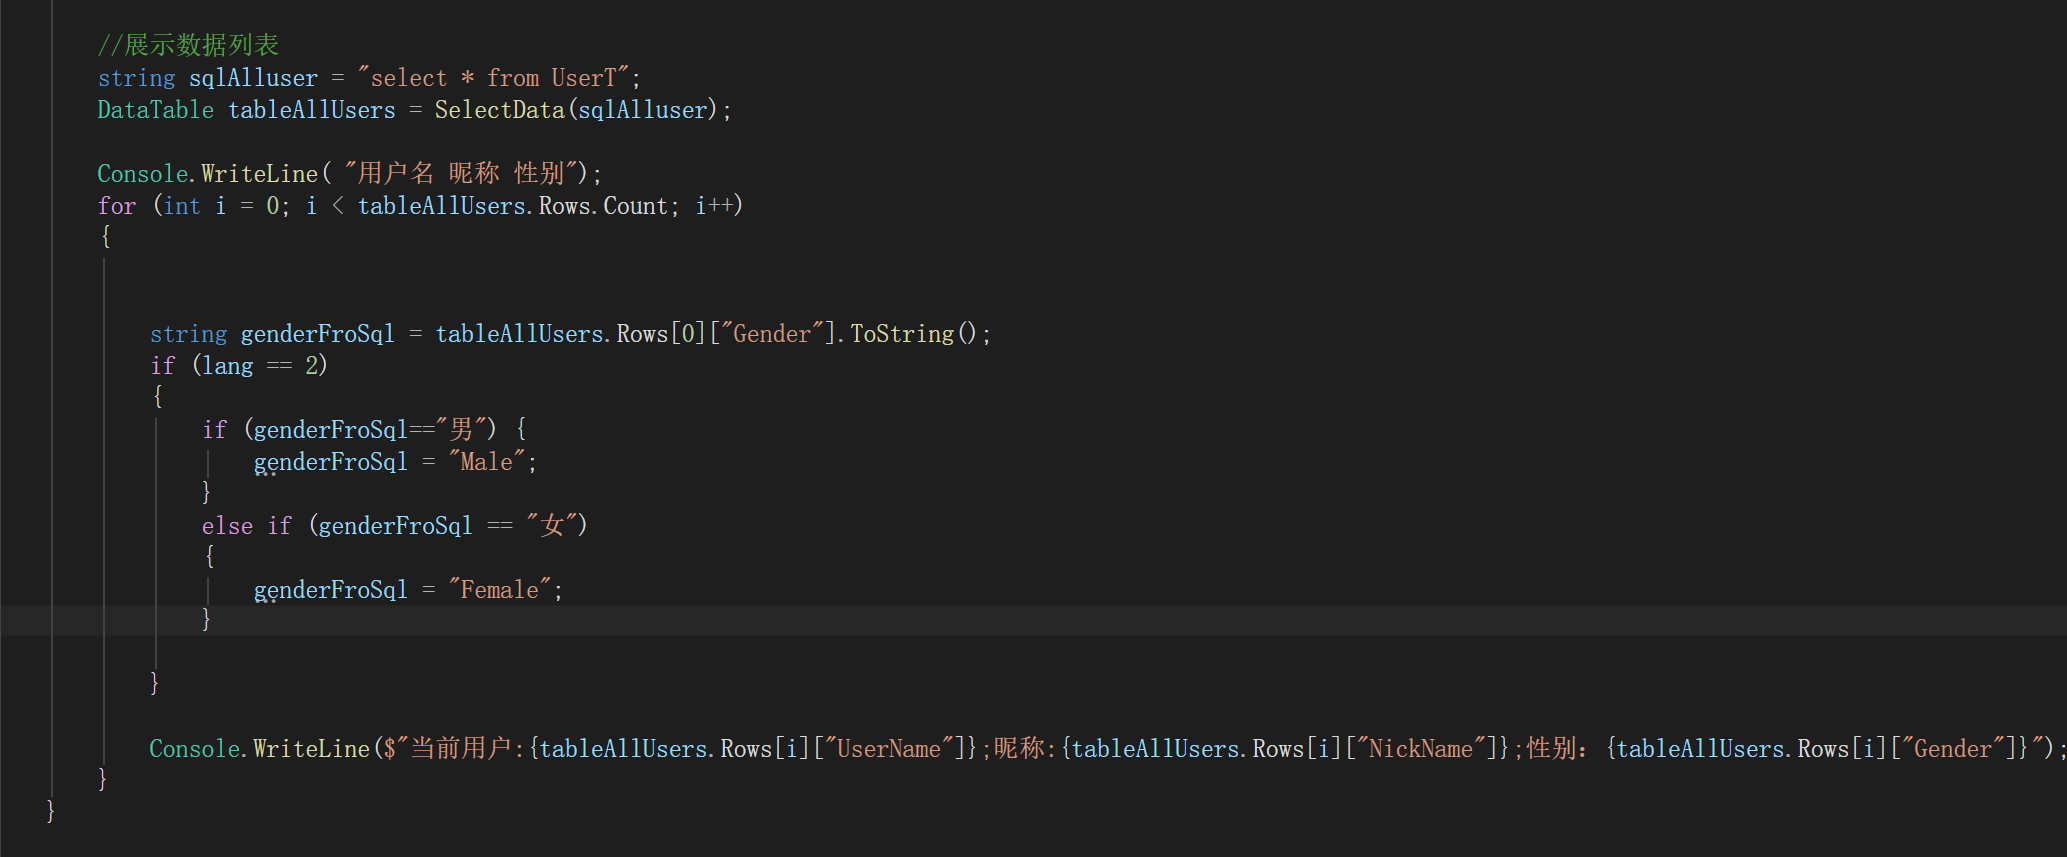 //展示数据列表
string sqlAlluser = "select * from UserT";
DataTable tableAllUsers = SelectData(sqlAlluser);
Console.WriteLine( "用户名 昵称 性别");
for (int i = 0; i < tableAllUsers.Rows.Count; i++)
{
string genderFroSql = tableAllUsers.Rows[0]["Gender"].ToString();
if (lang == 2)
{
if (genderFroSql=="男") {
genderFroSql = "Male";
}
else if (genderFroSql == "女")
{
genderFroSql = "Female";
}
}
Console.WriteLine($"当前用户:{tableAllUsers.Rows[i]["UserName"]};昵称:{tableAllUsers.Rows[i]["NickName"]};性别：{tableAllUsers.Rows[i]["Gender"]}");
}
}